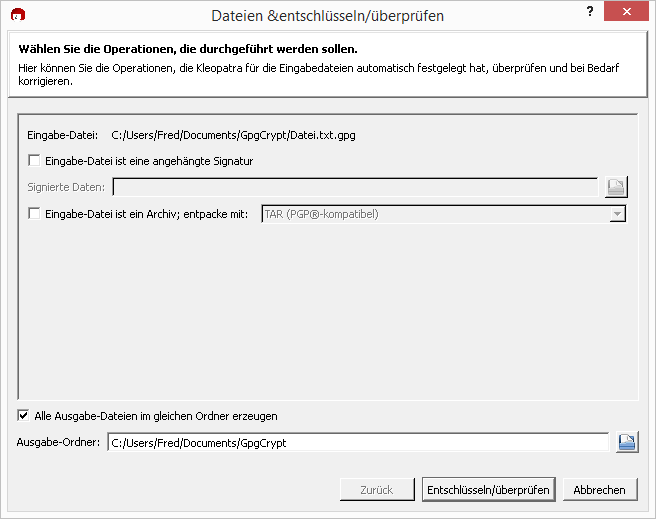 Dateien &entschlüsseln/überprüfen
?
Wählen Sie die Operationen, die durchgeführt werden sollen.
Hier können Sie die Operationen, die Kleopatra für die Eingabedateien automatisch festgelegt hat, überprüfen und bei Bedarf
korrigieren.
Eingabe-Datei: C:/Users/Fred/Documents/GpgCrypt/Datei.txt.gpg
Eingabe-Datei ist eine angehängte Signatur
Signierte Daten:
Eingabe-Datei ist ein Archiv; entpacke mit: TAR (PGP®-kompatibel)
Alle Ausgabe-Dateien im gleichen Ordner erzeugen
Ausgabe-Ordner: C:/Users/Fred/Documents/GpgCrypt
Zurück Entschlüsseln/überprüfen Abbrechen